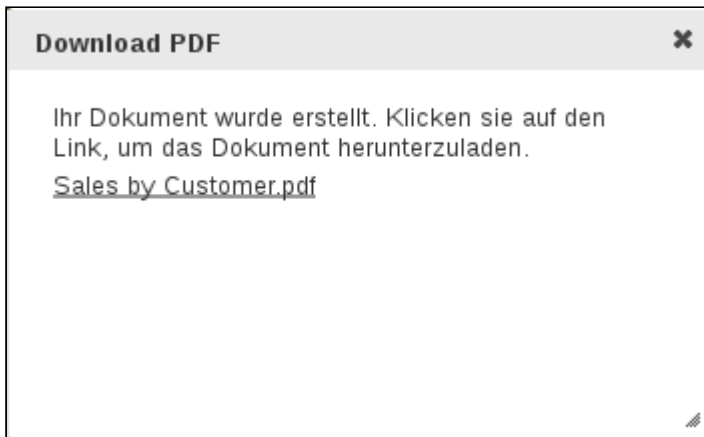 Download PDF
Ihr Dokument wurde erstellt. Klicken sie auf den
Link, um das Dokument herunterzuladen.
Sales by Customer.pdf